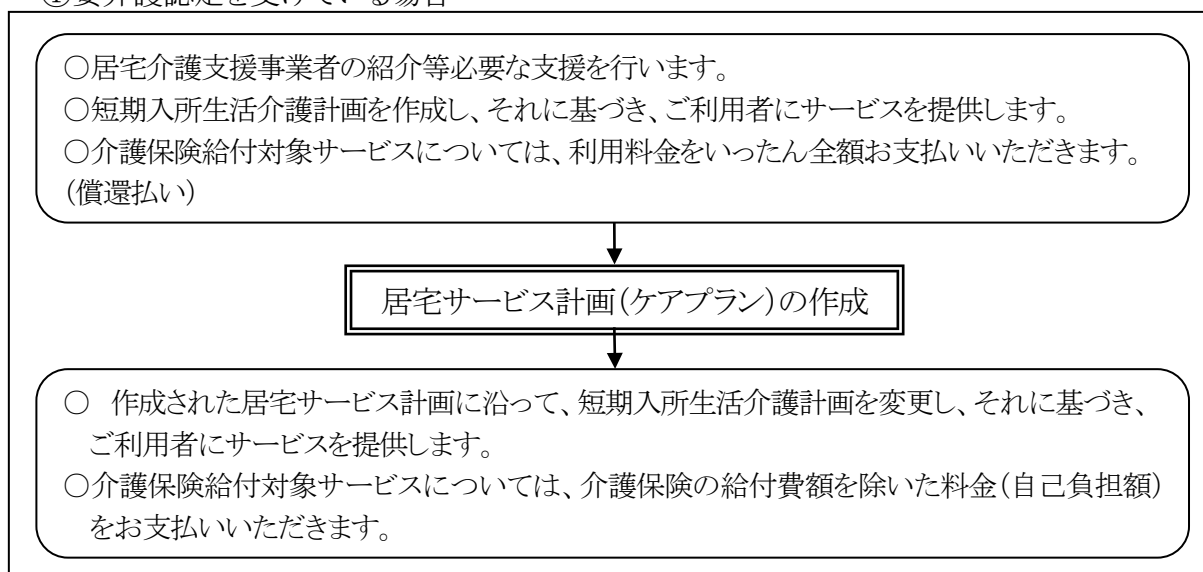 ①要介護認定を受けている場合
○居宅介護支援事業者の紹介等必要な支援を行います。
○短期入所生活介護計画を作成し、それに基づき、ご利用者にサービスを提供します。
○介護保険給付対象サービスについては、利用料金をいったん全額お支払いいただきます。
(償還払い)
居宅サービス計画(ケアプラン)の作成
○ 作成された居宅サービス計画に沿って、短期入所生活介護計画を変更し、それに基づき、
ご利用者にサービスを提供します。
○介護保険給付対象サービスについては、介護保険の給付費額を除いた料金(自己負担額)
をお支払いいただきます。